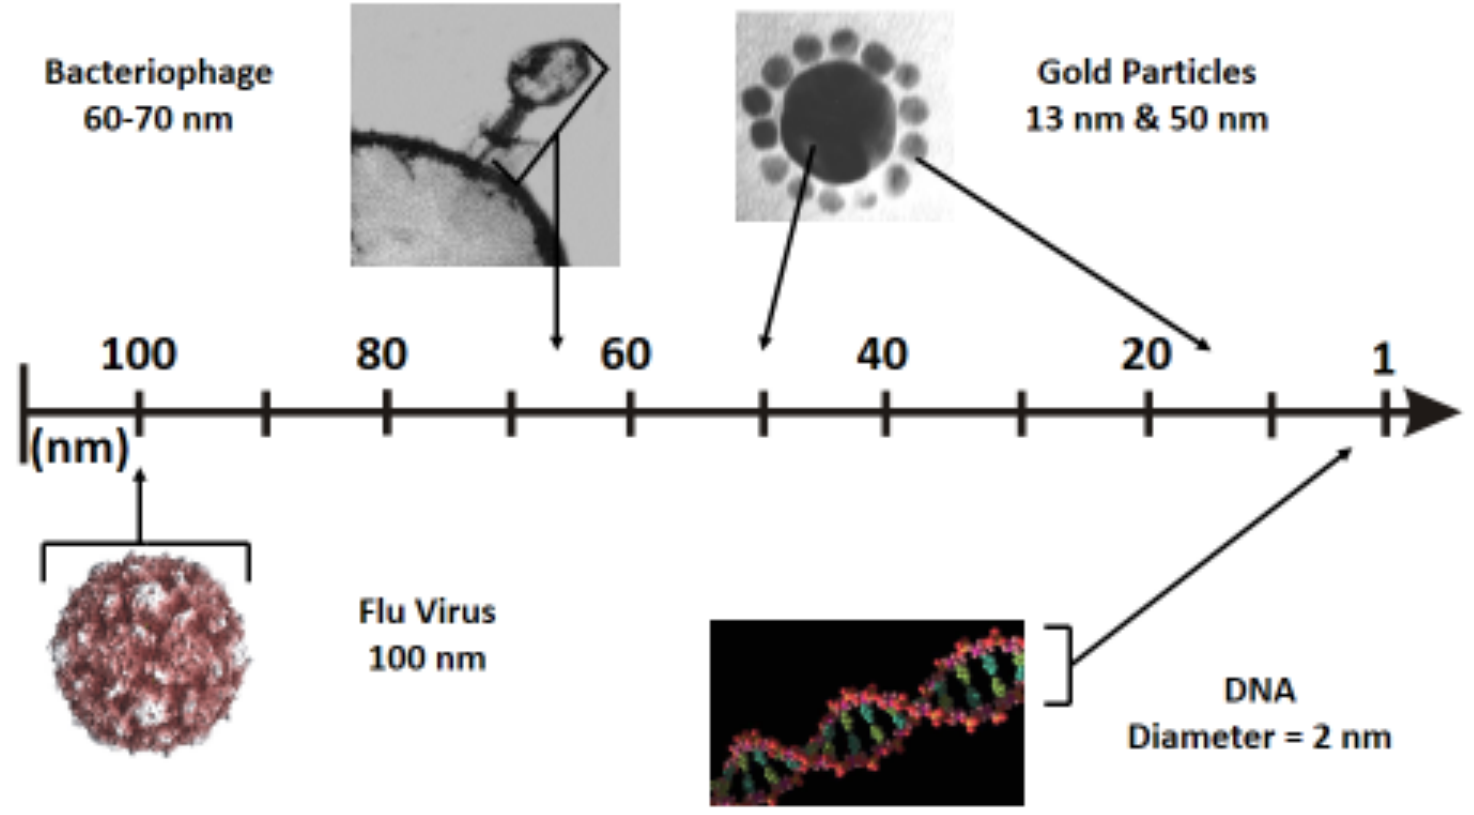 Bacteriophage
60-70 nm
Gold Particles
13 nm & 50 nm
100 80 60 40 20 1
(nm)
Flu Virus
100 nm
DNA
Diameter = 2 nm